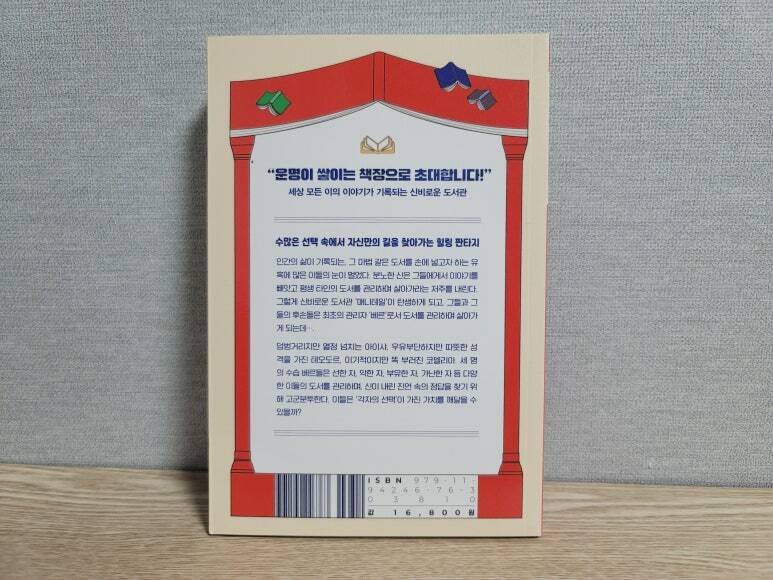 “운명이 쌓이는 책장으로 초대합니다!”
세상 모든 이의 이야기가 기록되는 신비로운 도서관
수많은 선택 속에서 자신만의 길을 찾아가는 힐링 판타지
인간의 삶이 기록되는, 그 마법 같은 도서를 손에 넣고자 하는 유
혹에 많은 이들의 눈이 멀었다. 분노한 신은 그들에게서 이야기를
빼앗고 평생 타인의 도서를 관리하며 살아가라는 저주를 내린다.
그렇게 신비로운 도서관 ‘매니테일’이 탄생하게 되고, 그들과 그
들의 후손들은 최초의 관리자 ‘베르’로서 도서를 관리하며 살아가
게 되는데….
덤벙거리지만 열정 넘치는 아이사, 우유부단하지만 따뜻한 성
격을 가진 테오도르, 이기적이지만 똑 부러진 코델리아. 세 명
의 수습 베르들은 선한 자, 악한 자, 부유한 자, 가난한 자 등 다양
한 이들의 도서를 관리하며, 신이 내린 진언 속의 정답을 찾기 위
해 고군분투한다. 이들은 ‘각자의 선택’이 가진 가치를 깨달을 수
있을까?
ISBN 979-11-
94246-76-3
03810
값 16,800원